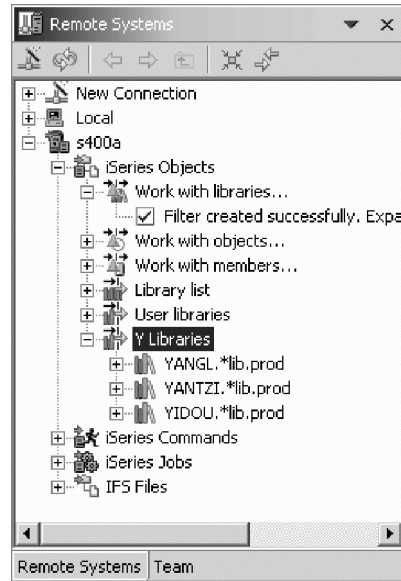 Remote Systems
New Connection
Local
s400a
iSeries Objects
Work with libraries...
Filter created successfully. Expa
Work with objects...
Work with members...
Library list
User libraries
Y Libraries
YANGL.*lib.prod
YANTZI.*lib.prod
YIDOU.*lib.prod
iSeries Commands
iSeries Jobs
IFS Files
Remote Systems Team